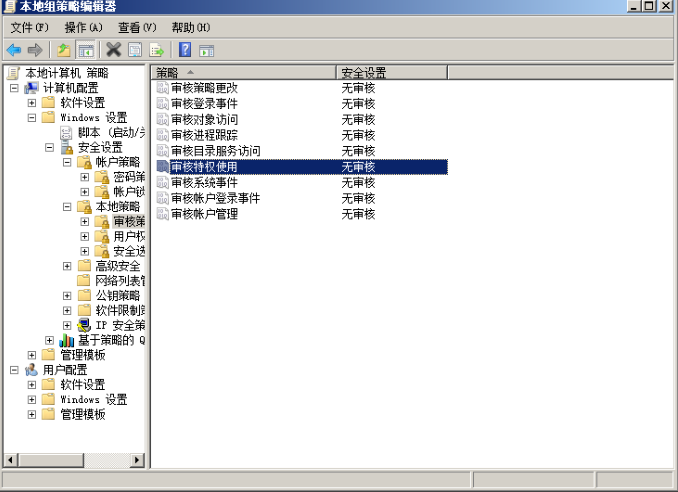 本地组策略编辑器
文件(F) 操作(A) 查看(V) 帮助(H)
本地计算机 策略
计算机配置
软件设置
Windows 设置
脚本 (启动/关
安全设置
帐户策略
密码策
帐户锁
本地策略
审核策
用户权
安全选
高级安全
网络列表管
公钥策略
软件限制策
IP 安全策
基于策略的 Q
管理模板
用户配置
软件设置
Windows 设置
管理模板
策略 安全设置
审核策略更改 无审核
审核登录事件 无审核
审核对象访问 无审核
审核进程跟踪 无审核
审核目录服务访问 无审核
审核特权使用 无审核
审核系统事件 无审核
审核帐户登录事件 无审核
审核帐户管理 无审核